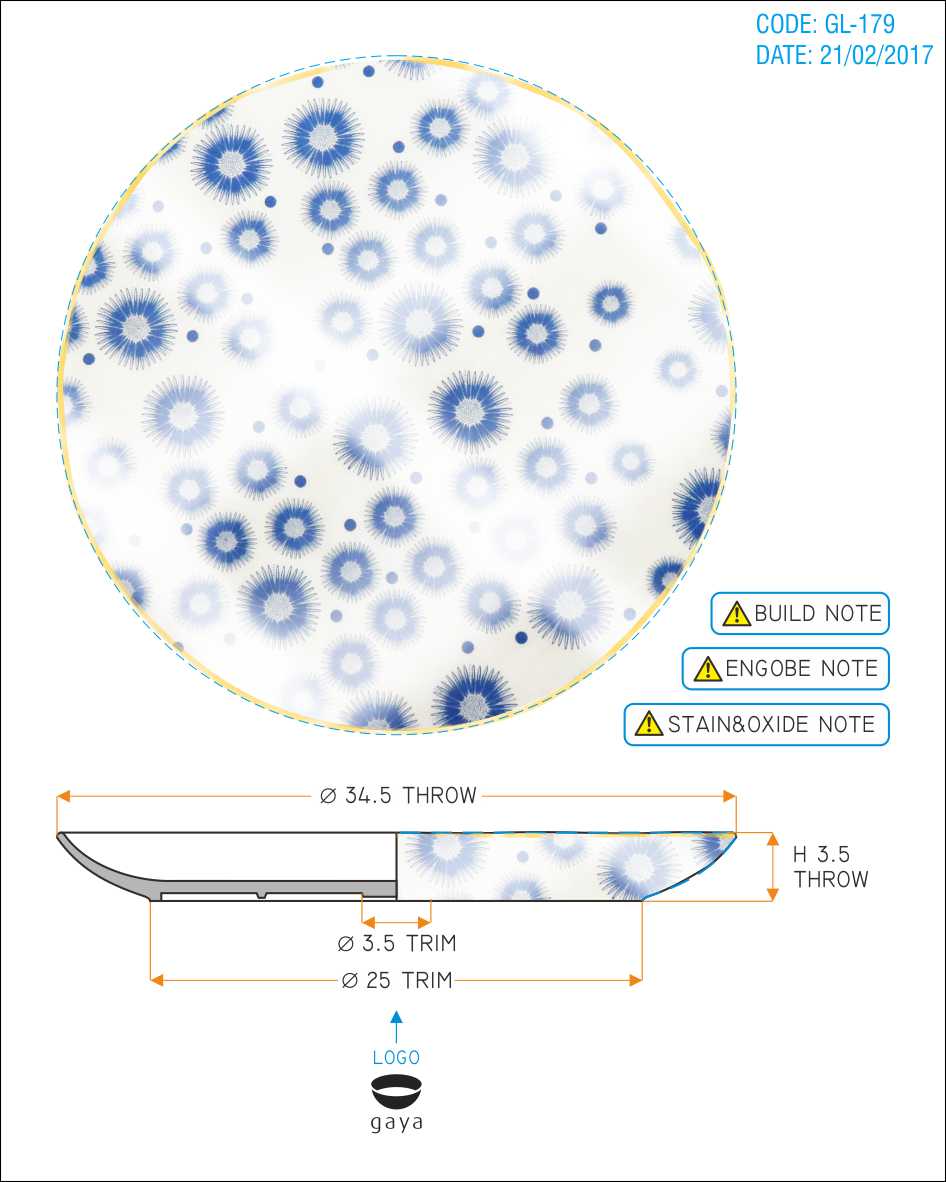 CODE: GL-179
DATE: 21/02/2017
BUILD NOTE
ENGOBE NOTE
STAIN&OXIDE NOTE
Ø 34.5 THROW
H 3.5
THROW
Ø 3.5 TRIM
Ø 25 TRIM
LOGO
gaya